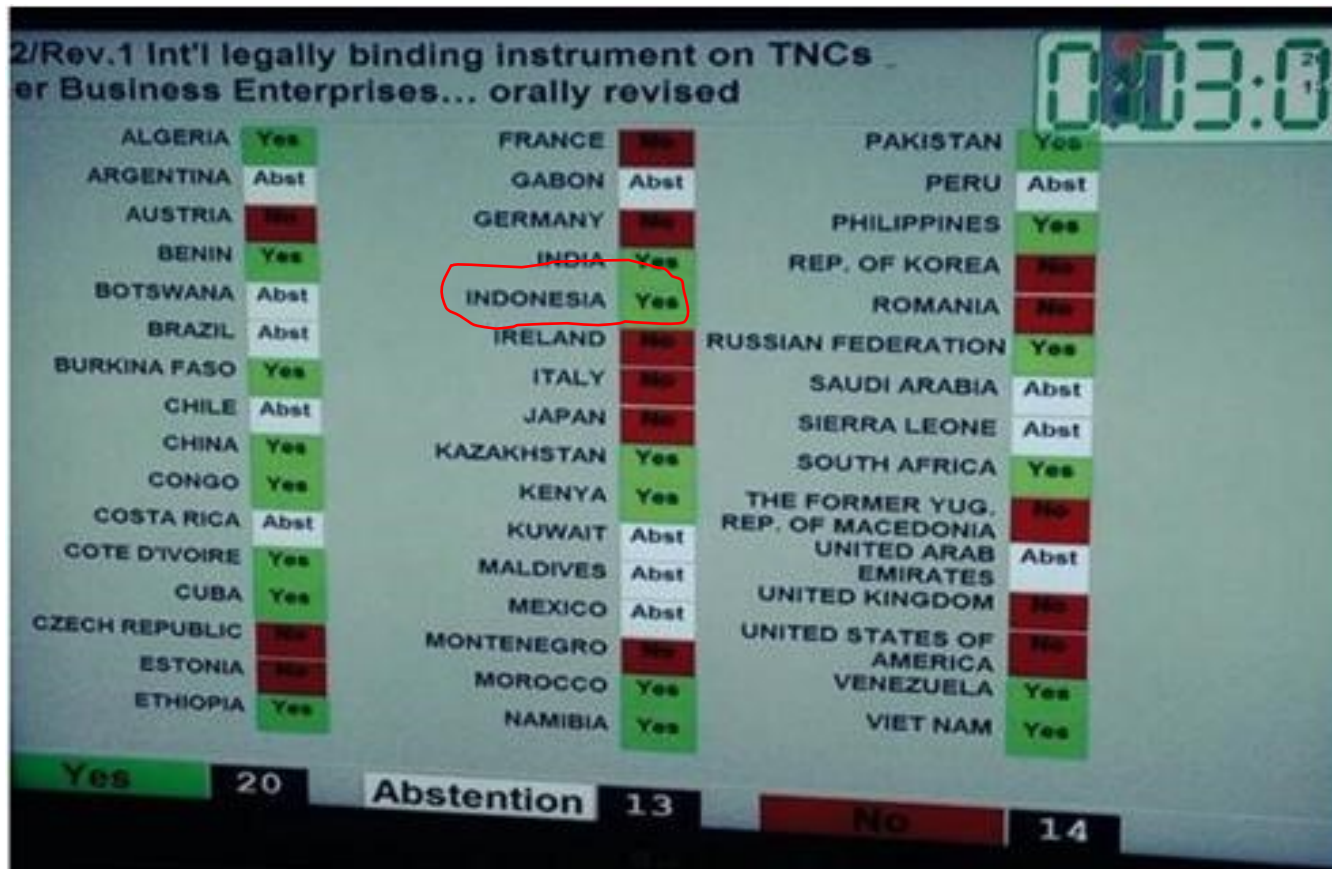 2/Rev.1 Int'l legally binding instrument on TNCs
er Business Enterprises... orally revised
0:03:0
ALGERIA Yes
ARGENTINA Abst
AUSTRIA No
BENIN Yes
BOTSWANA Abst
BRAZIL Abst
BURKINA FASO Yes
CHILE Abst
CHINA Yes
CONGO Yes
COSTA RICA Abst
COTE D'IVOIRE Yes
CUBA Yes
CZECH REPUBLIC No
ESTONIA No
ETHIOPIA Yes
FRANCE No
GABON Abst
GERMANY No
INDIA Yes
INDONESIA Yes
IRELAND No
ITALY No
JAPAN No
KAZAKHSTAN Yes
KENYA Yes
KUWAIT Abst
MALDIVES Abst
MEXICO Abst
MONTENEGRO No
MOROCCO Yes
NAMIBIA Yes
PAKISTAN Yes
PERU Abst
PHILIPPINES Yes
REP. OF KOREA No
ROMANIA No
RUSSIAN FEDERATION Yes
SAUDI ARABIA Abst
SIERRA LEONE Abst
SOUTH AFRICA Yes
THE FORMER YUG.
REP. OF MACEDONIA No
UNITED ARAB
EMIRATES Abst
UNITED KINGDOM No
UNITED STATES OF
AMERICA No
VENEZUELA Yes
VIET NAM Yes
Yes 20 Abstention 13 No 14